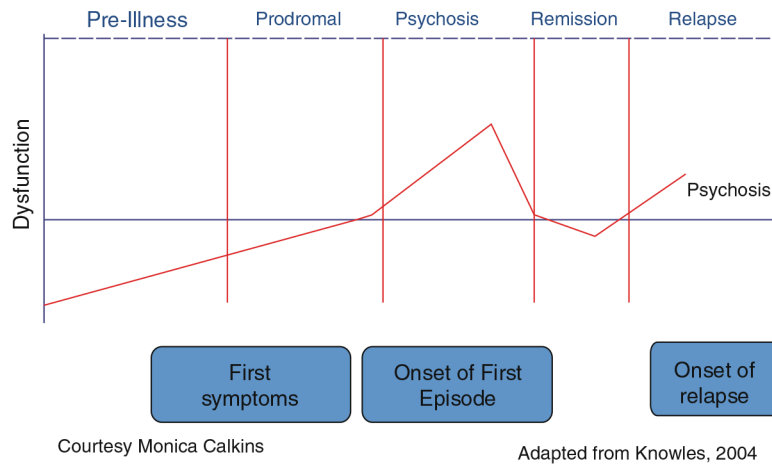 Pre-Illness Prodromal Psychosis Remission Relapse
Dysfunction
Psychosis
First
symptoms
Onset of First
Episode
Onset of
relapse
Courtesy Monica Calkins
Adapted from Knowles, 2004